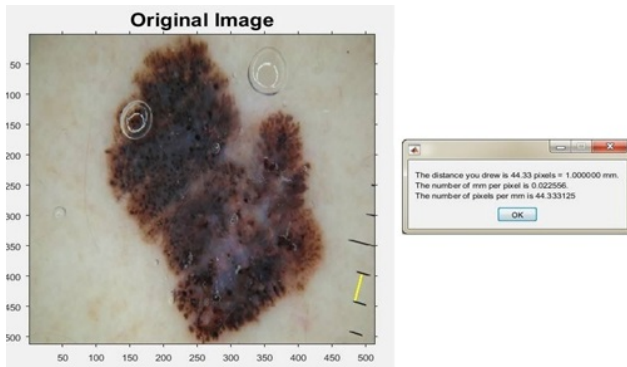 Original Image
50
100
150
200
250
300
350
400
450
500
50 100 150 200 250 300 350 400 450 500
The distance you drew is 44.33 pixels = 1.000000 mm.
The number of mm per pixel is 0.022556.
The number of pixels per mm is 44.333125
OK